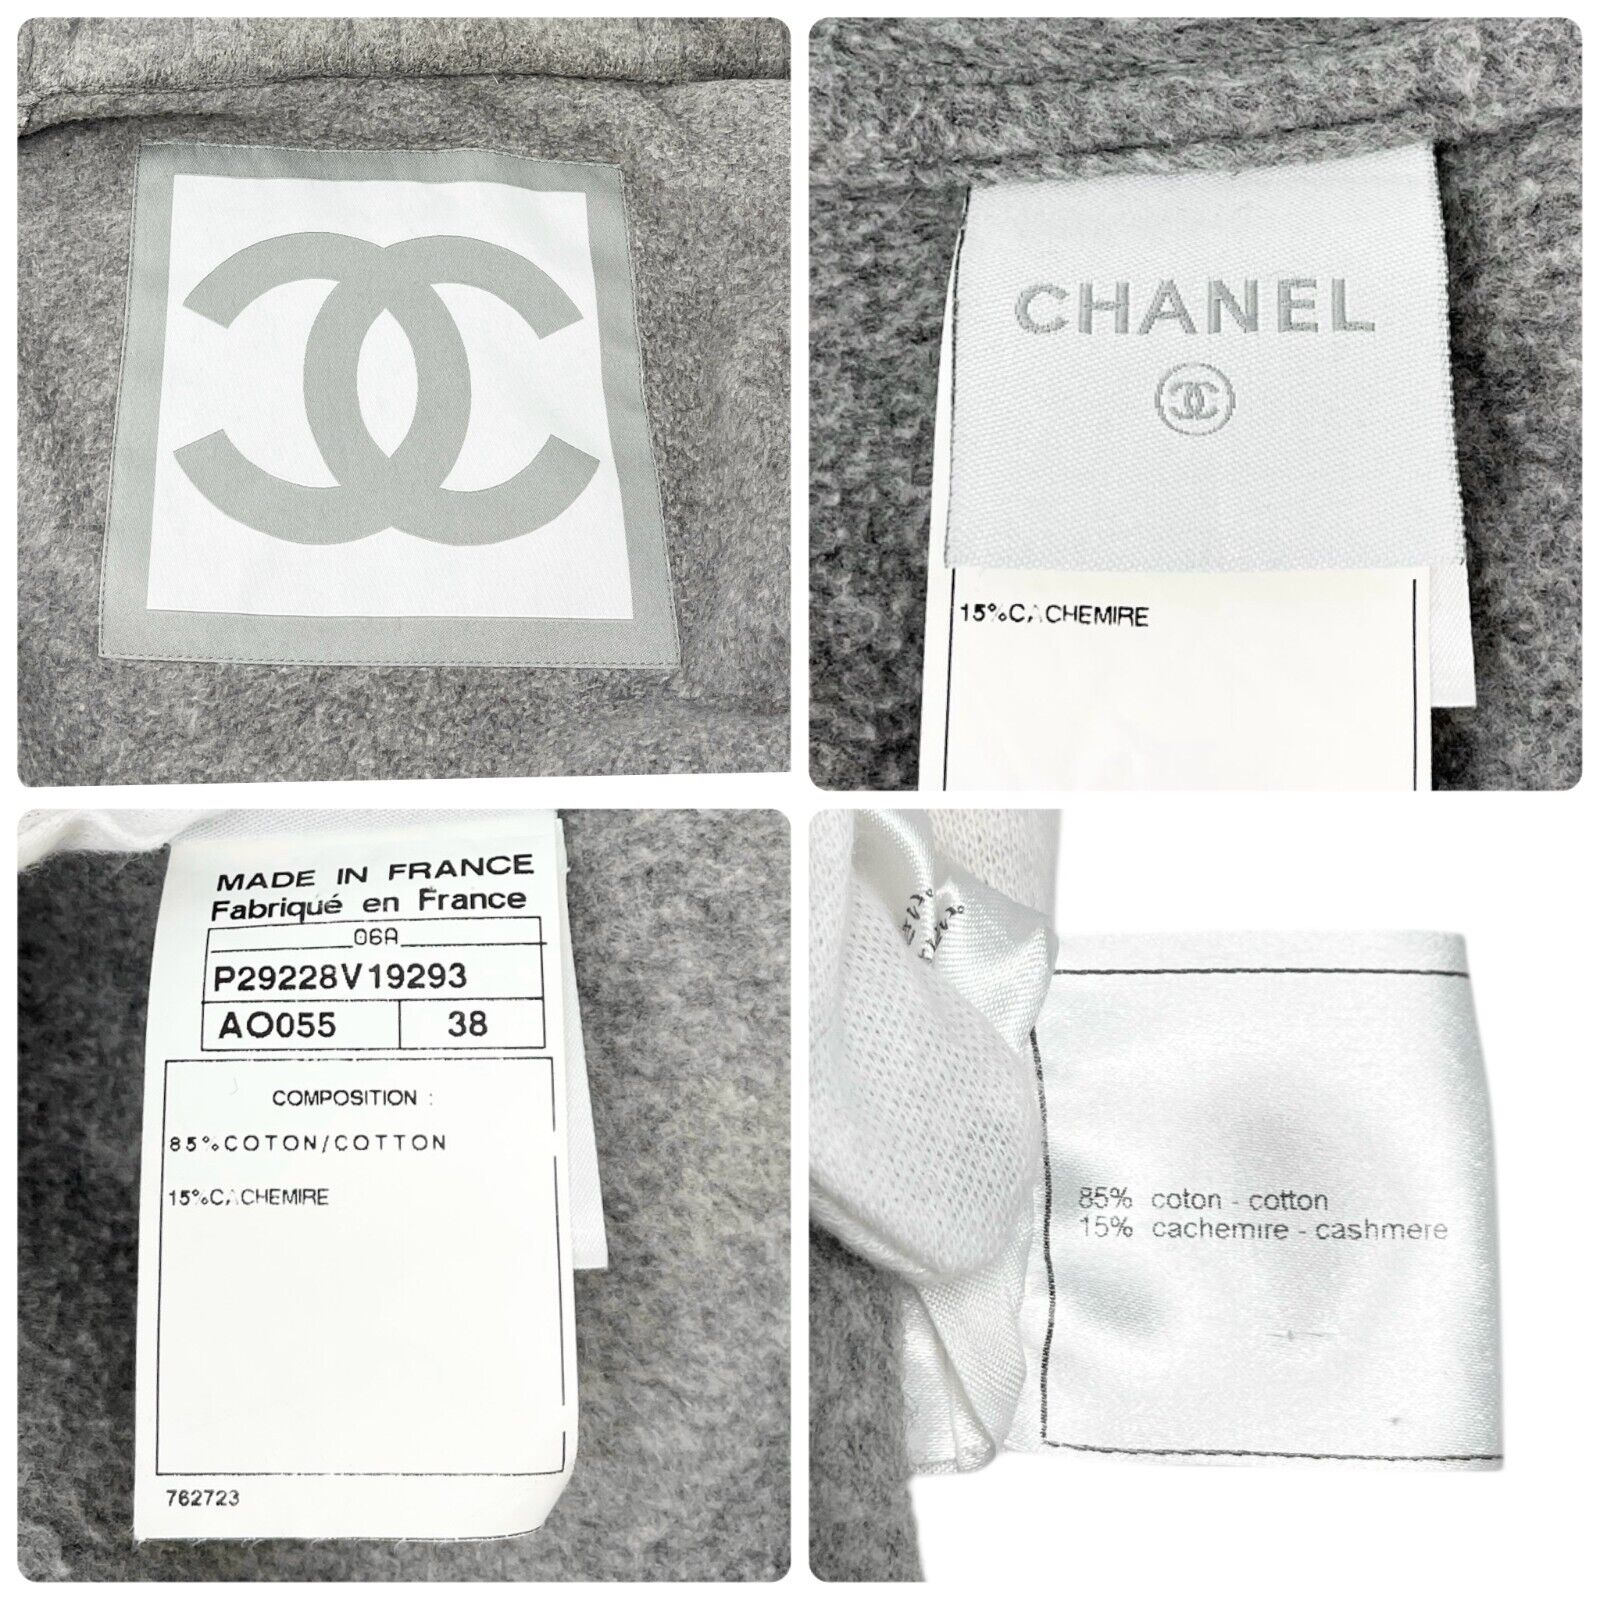 CHANEL
15%CACHEMIRE
MADE IN FRANCE
Fabriqué en France
06A
P29228V19293
AO055 38
COMPOSITION :
85%COTON/COTTON
15%CACHEMIRE
762723
85% coton - cotton
15% cachemire - cashmere